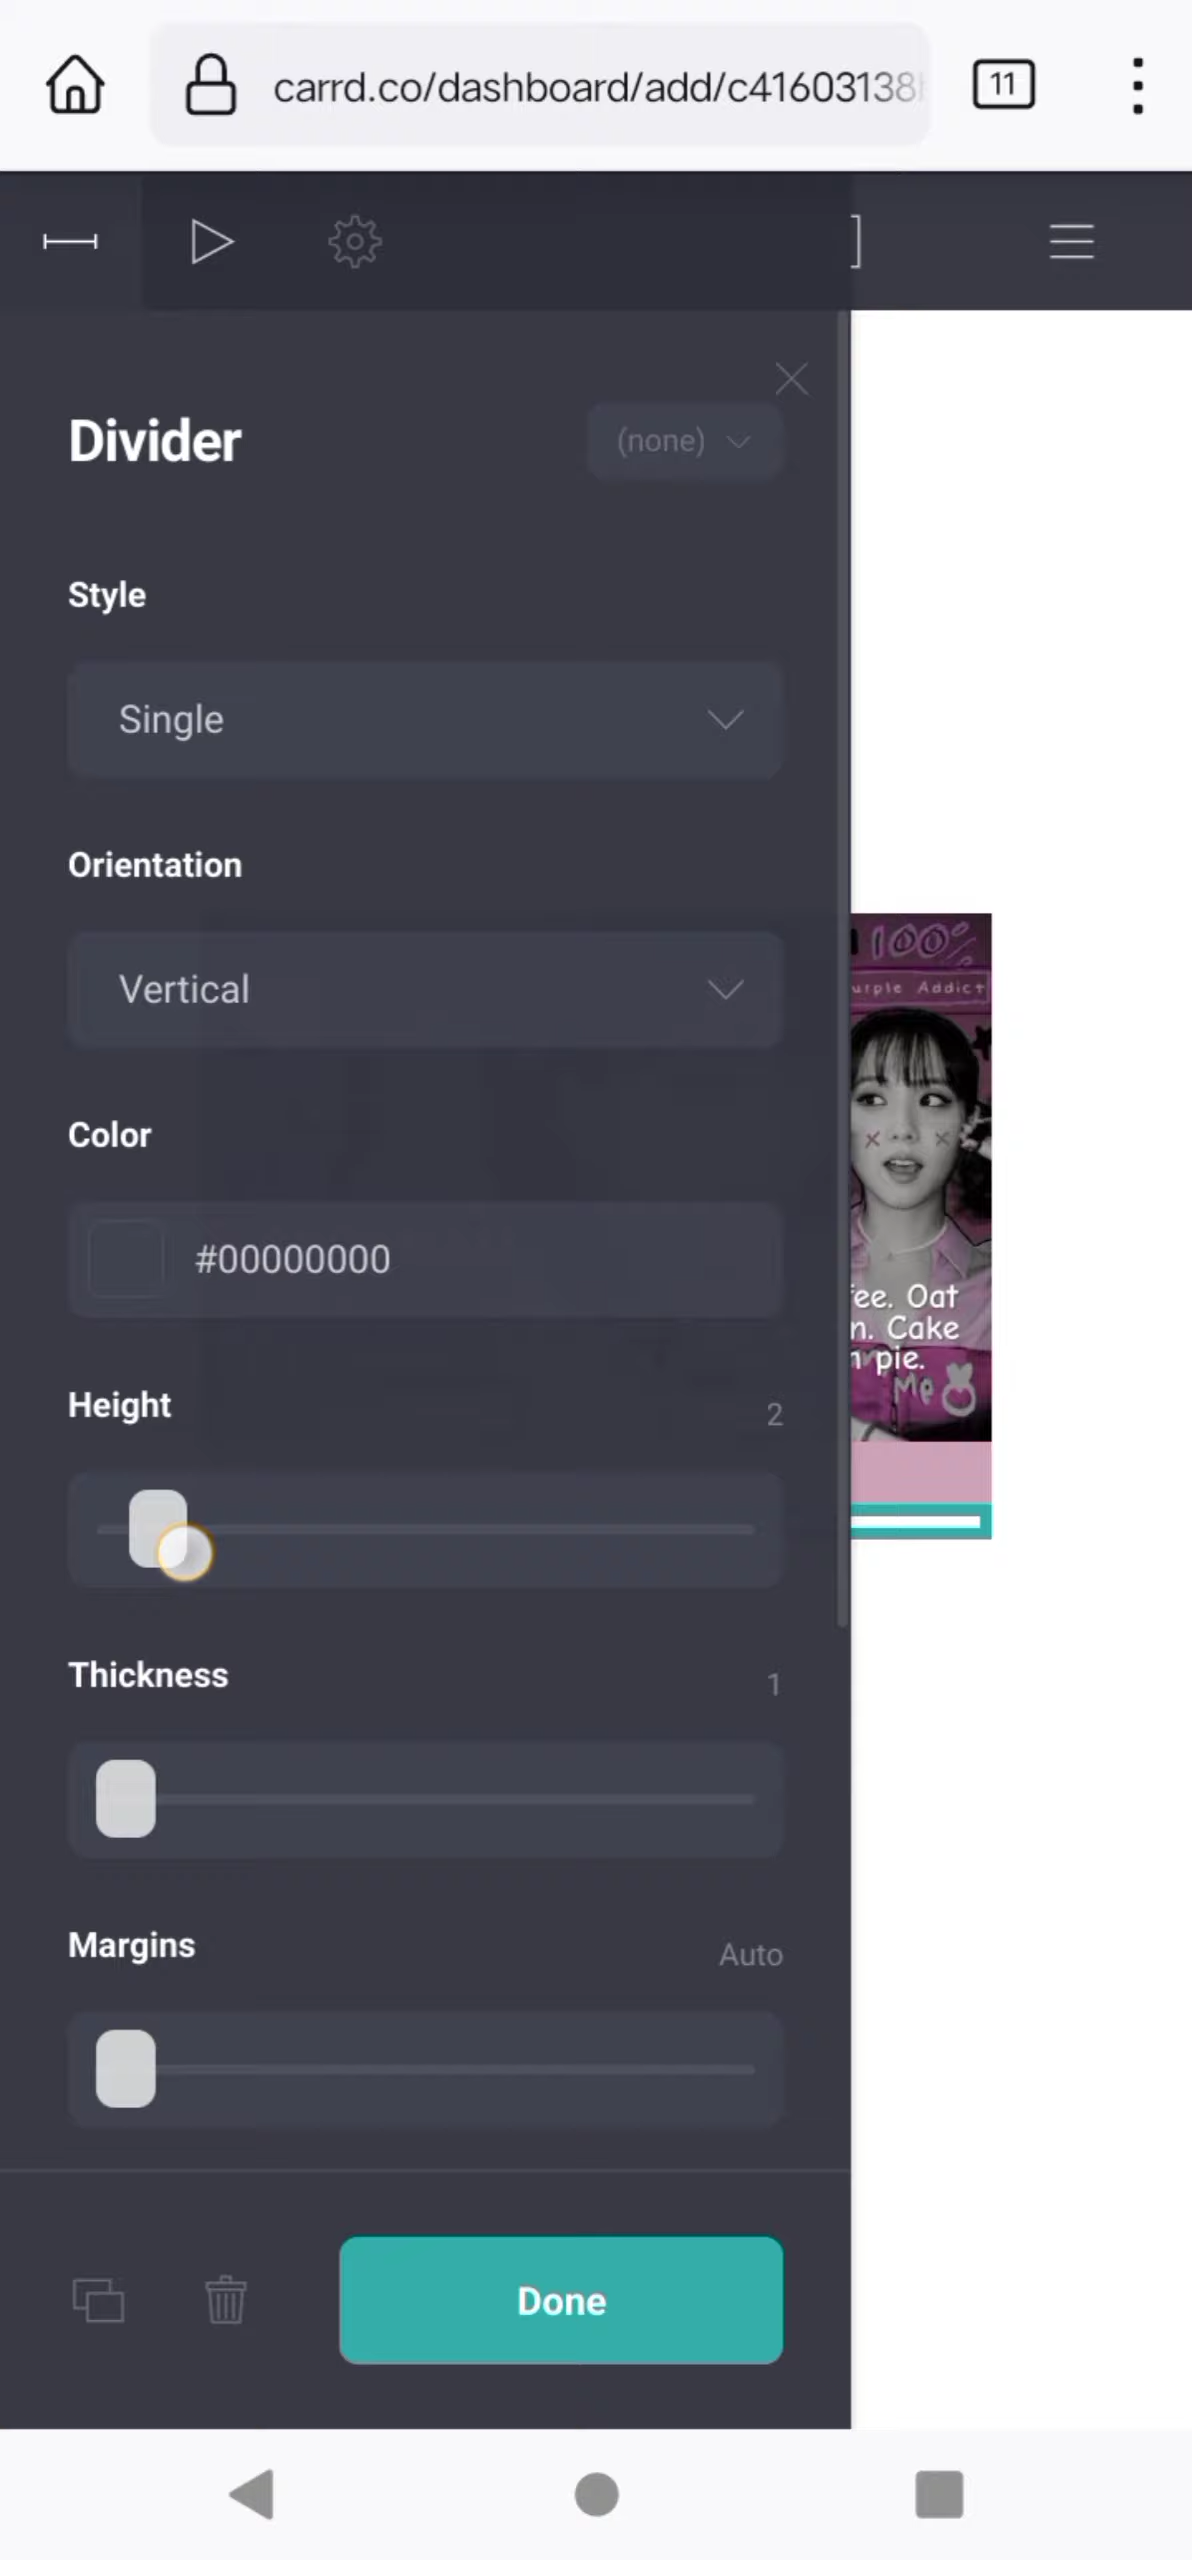 carrd.co/dashboard/add/c41603138
11
Divider
(none)
Style
Single
Orientation
Vertical
Color
#00000000
Height
2
Thickness
1
Margins
Auto
Done
100%
urple Addict
ee. Oat
n. Cake
pie.
Me